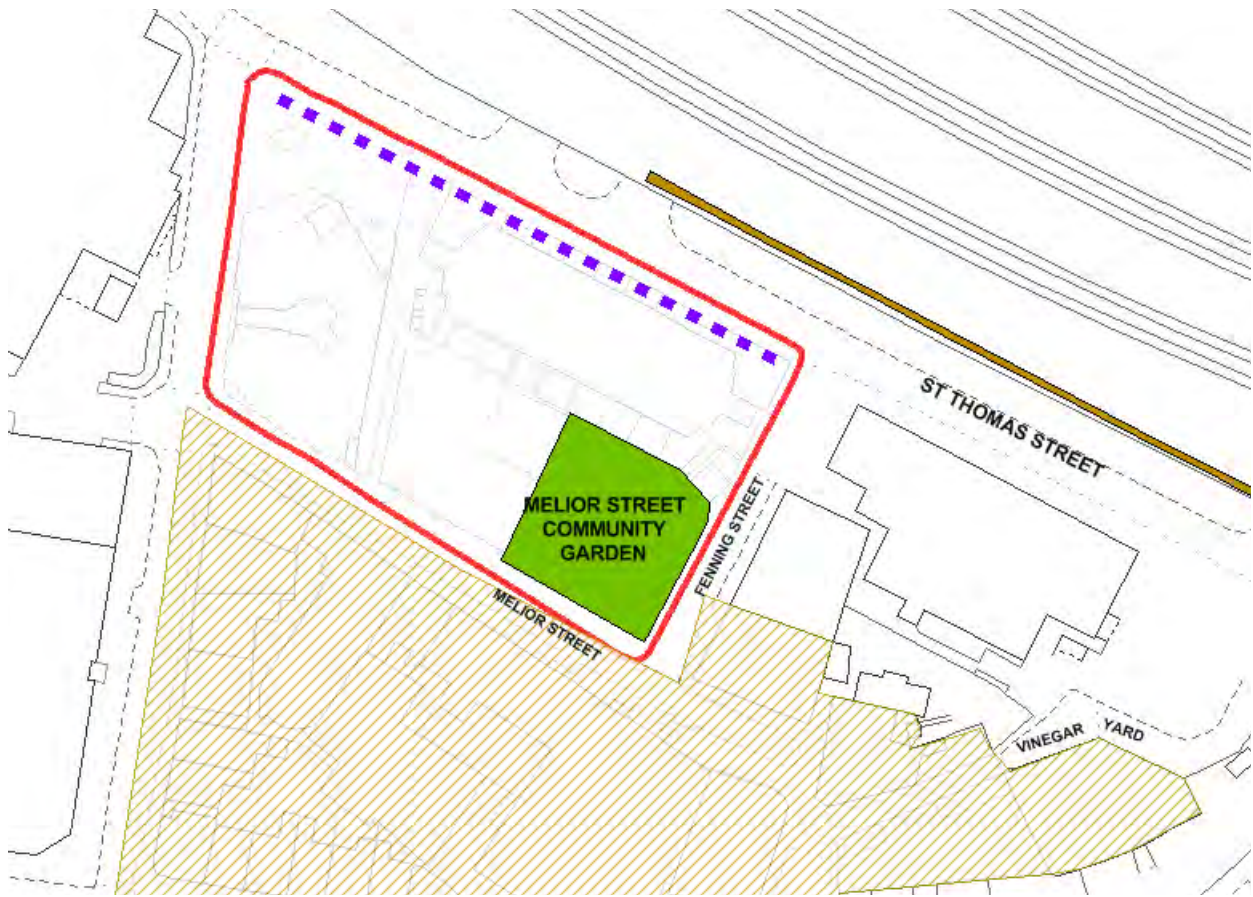 ST THOMAS STREET
MELIOR STREET
COMMUNITY
GARDEN
FENNING STREET
MELIOR STREET
VINEGAR YARD